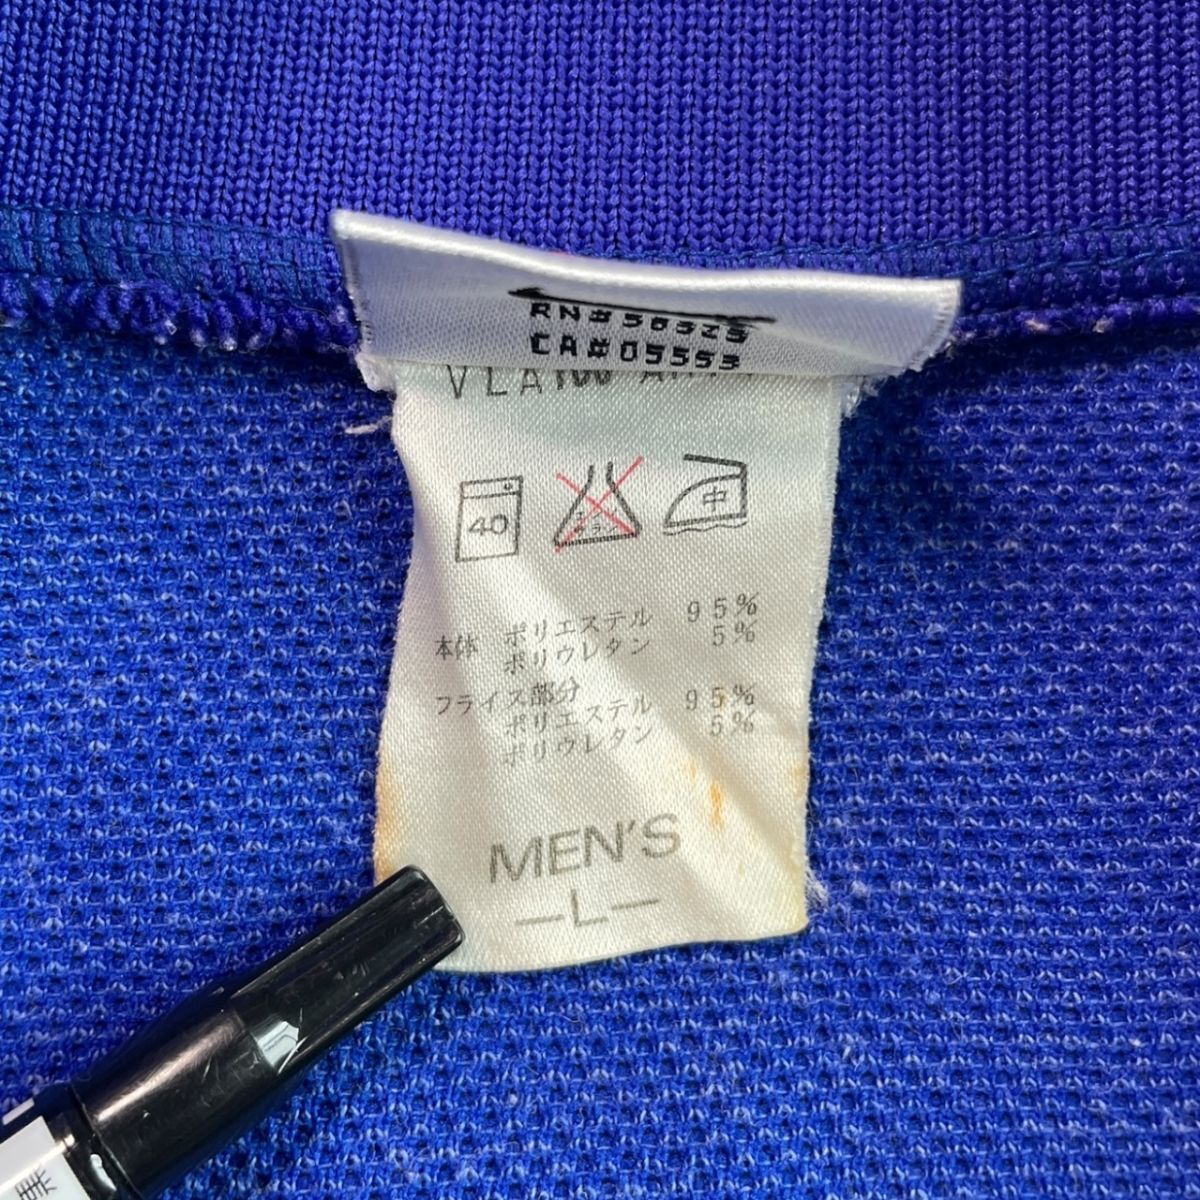 RN#56323
CA#05553
VLA100
40
中
本体 ポリエステル 95%
ポリウレタン 5%
フライス部分
ポリエステル 95%
ポリウレタン 5%
MEN'S
—L—